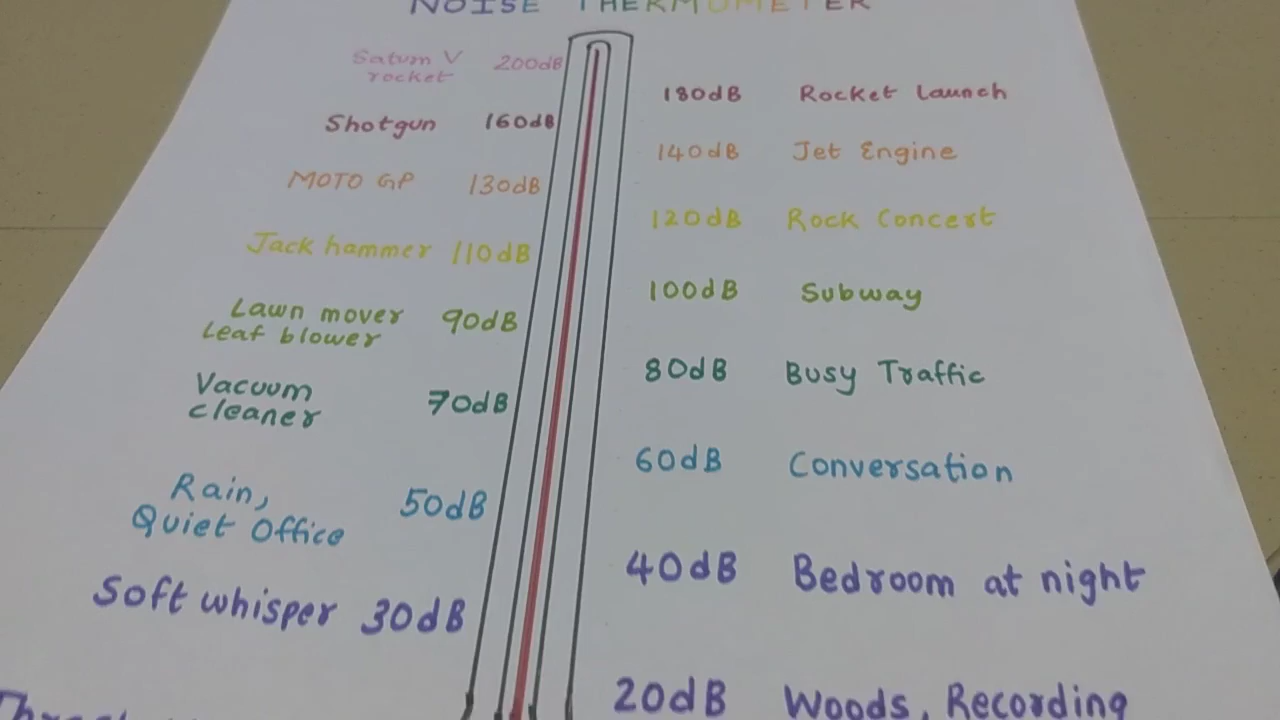 NOISE THERMOMETER
Saturn V 200dB
rocket
180dB Rocket Launch
Shotgun 160dB
140dB Jet Engine
MOTO GP 130dB
120dB Rock Concert
Jack hammer 110dB
100dB Subway
Lawn mover 90dB
Leaf blower
80dB Busy Traffic
Vacuum 70dB
cleaner
60dB Conversation
Rain, 50dB
Quiet Office
40dB Bedroom at night
Soft whisper 30dB
20dB Woods, Recording